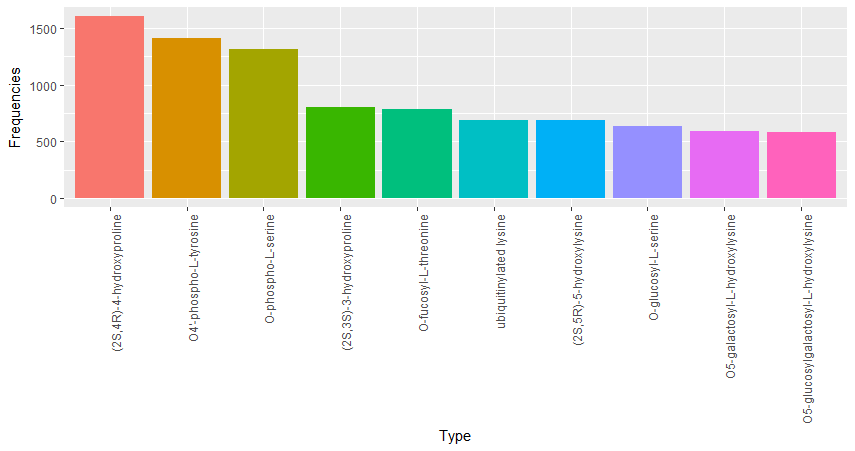 1500
1000
500
0
Frequencies
(2S,4R)-4-hydroxyproline
O4'-phospho-L-tyrosine
O-phospho-L-serine
(2S,3S)-3-hydroxyproline
O-fucosyl-L-threonine
ubiquitinylated lysine
(2S,5R)-5-hydroxylysine
O-glucosyl-L-serine
O5-galactosyl-L-hydroxylysine
O5-glucosylgalactosyl-L-hydroxylysine
Type